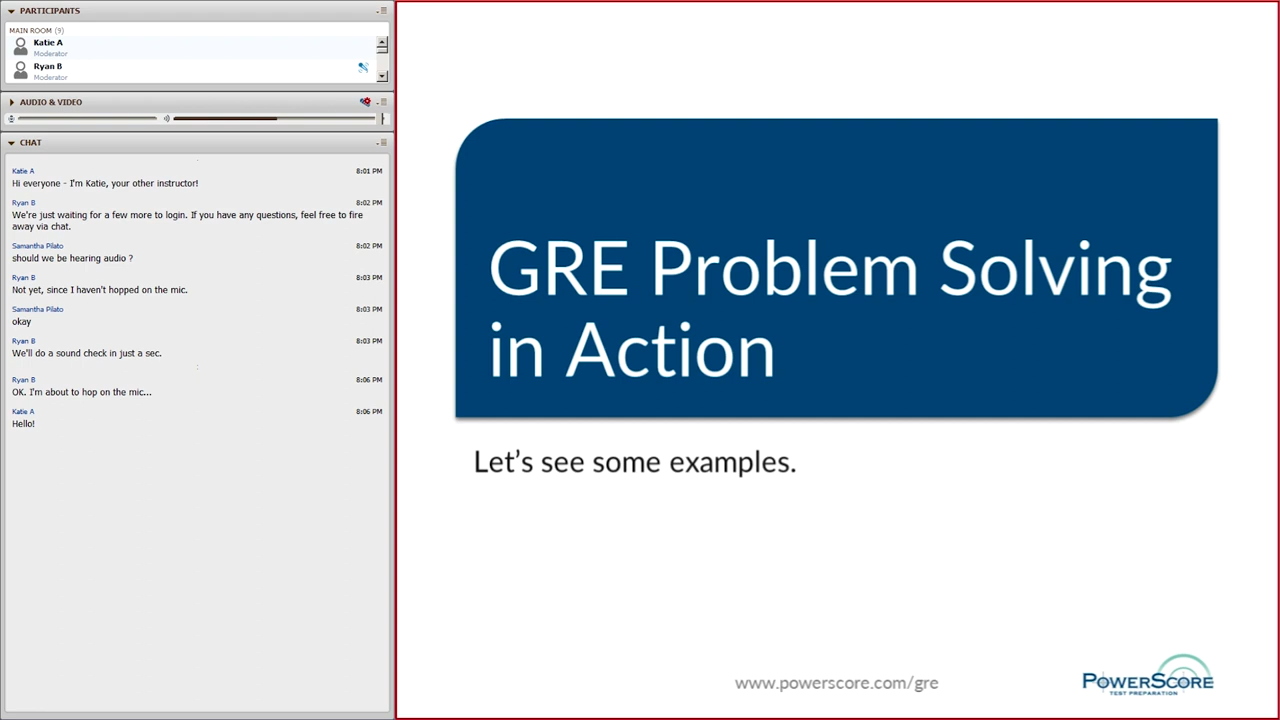 PARTICIPANTS
MAIN ROOM (9)
Katie A
Moderator
Ryan B
Moderator
AUDIO & VIDEO
CHAT
Katie A 8:01 PM
Hi everyone - I'm Katie, your other instructor!
Ryan B 8:02 PM
We're just waiting for a few more to login. If you have any questions, feel free to fire
away via chat.
Samantha Pilato 8:02 PM
should we be hearing audio ?
Ryan B 8:03 PM
Not yet, since I haven't hopped on the mic.
Samantha Pilato 8:03 PM
okay
Ryan B 8:03 PM
We'll do a sound check in just a sec.
Ryan B 8:06 PM
OK. I'm about to hop on the mic...
Katie A 8:06 PM
Hello!
GRE Problem Solving
in Action
Let's see some examples.
www.powerscore.com/gre
POWERSCORE
TEST PREPARATION